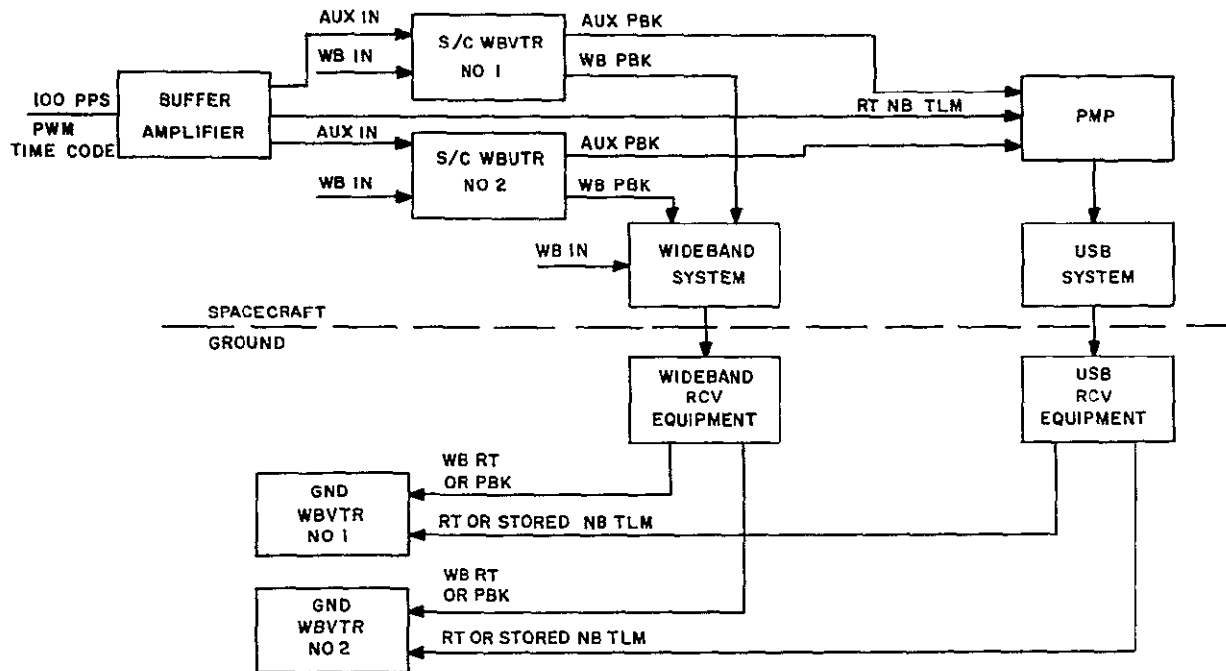 AUX IN
WB IN
S/C WBVTR
NO 1
AUX PBK
WB PBK
100 PPS
PWM
TIME CODE
BUFFER
AMPLIFIER
RT NB TLM
PMP
AUX IN
WB IN
S/C WBUTR
NO 2
AUX PBK
WB PBK
WB IN
WIDEBAND
SYSTEM
USB
SYSTEM
SPACECRAFT
GROUND
WIDEBAND
RCV
EQUIPMENT
USB
RCV
EQUIPMENT
WB RT
OR PBK
GND
WBVTR
NO 1
RT OR STORED NB TLM
WB RT
OR PBK
GND
WBVTR
NO 2
RT OR STORED NB TLM